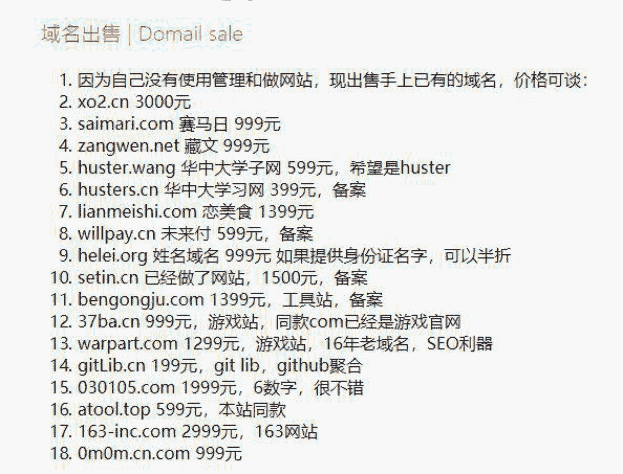 域名出售 | Domail sale
1. 因为自己没有使用管理和做网站，现出售手上已有的域名，价格可谈：
2. xo2.cn 3000元
3. saimari.com 赛马日 999元
4. zangwen.net 藏文 999元
5. huster.wang 华中大学子网 599元，希望是huster
6. husters.cn 华中大学习网 399元，备案
7. lianmeishi.com 恋美食 1399元
8. willpay.cn 未来付 599元，备案
9. helei.org 姓名域名 999元 如果提供身份证名字，可以半折
10. setin.cn 已经做了网站，1500元，备案
11. bengongju.com 1399元，工具站，备案
12. 37ba.cn 999元，游戏站，同款com已经是游戏官网
13. warpart.com 1299元，游戏站，16年老域名，SEO利器
14. gitLib.cn 199元，git lib，github聚合
15. 030105.com 1999元，6数字，很不错
16. atool.top 599元，本站同款
17. 163-inc.com 2999元，163网站
18. 0m0m.cn.com 999元